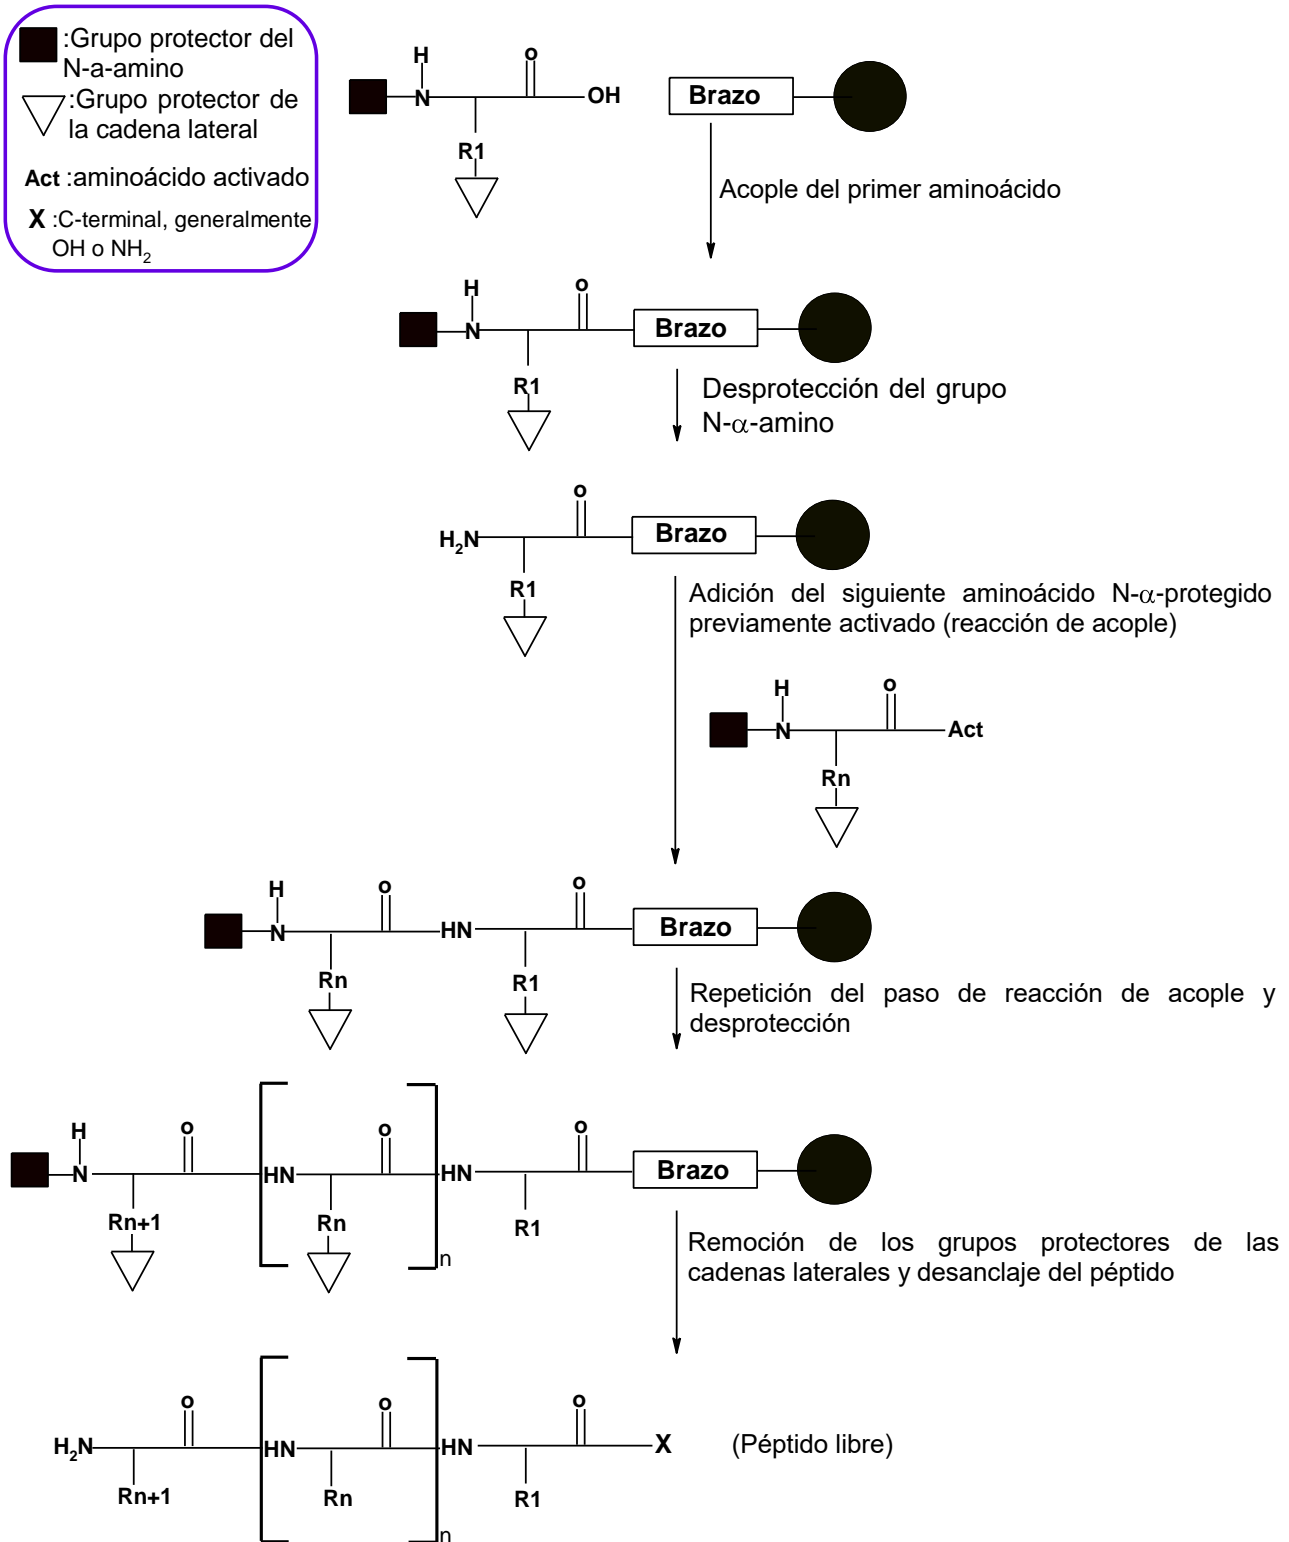 :Grupo protector del
N-a-amino
:Grupo protector de
la cadena lateral
Act :aminoácido activado
X :C-terminal, generalmente
OH o NH2
H
N
o
OH
R1
Brazo
Acople del primer aminoácido
H
N
o
R1
Brazo
Desprotección del grupo
N-α-amino
H2N
o
R1
Brazo
Adición del siguiente aminoácido N-α-protegido
previamente activado (reacción de acople)
H
N
o
Act
Rn
H
N
o
HN
o
Rn
R1
Brazo
Repetición del paso de reacción de acople y
desprotección
H
N
o
HN
o
HN
o
Rn+1
Rn
R1
n
Brazo
Remoción de los grupos protectores de las
cadenas laterales y desanclaje del péptido
H2N
o
HN
o
HN
o
X
(Péptido libre)
Rn+1
Rn
R1
n